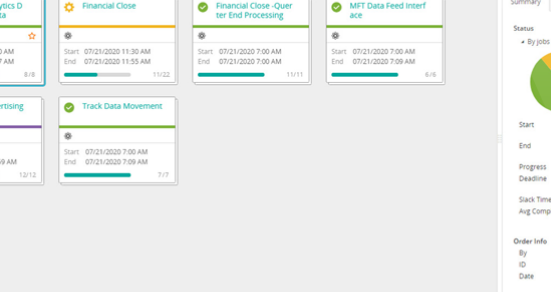 ytics D
ta
0 AM
7 AM
8/8
Financial Close
Start 07/21/2020 11:30 AM
End 07/21/2020 11:55 AM
11/22
Financial Close -Quer
ter End Processing
Start 07/21/2020 7:00 AM
End 07/21/2020 7:00 AM
11/11
MFT Data Feed Interf
ace
Start 07/21/2020 7:00 AM
End 07/21/2020 7:09 AM
6/6
ertising
9 AM
12/12
Track Data Movement
Start 07/21/2020 7:00 AM
End 07/21/2020 7:09 AM
7/7
Summary
Status
By jobs
Start
End
Progress
Deadline
Slack Time
Avg Comp
Order Info
By
ID
Date